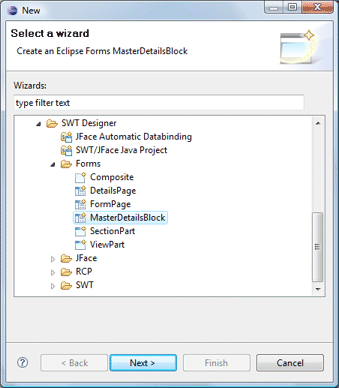 New
Select a wizard
Create an Eclipse Forms MasterDetailsBlock
Wizards:
type filter text
SWT Designer
JFace Automatic Databinding
SWT/JFace Java Project
Forms
Composite
DetailsPage
FormPage
MasterDetailsBlock
SectionPart
ViewPart
JFace
RCP
SWT
? < Back Next > Finish Cancel